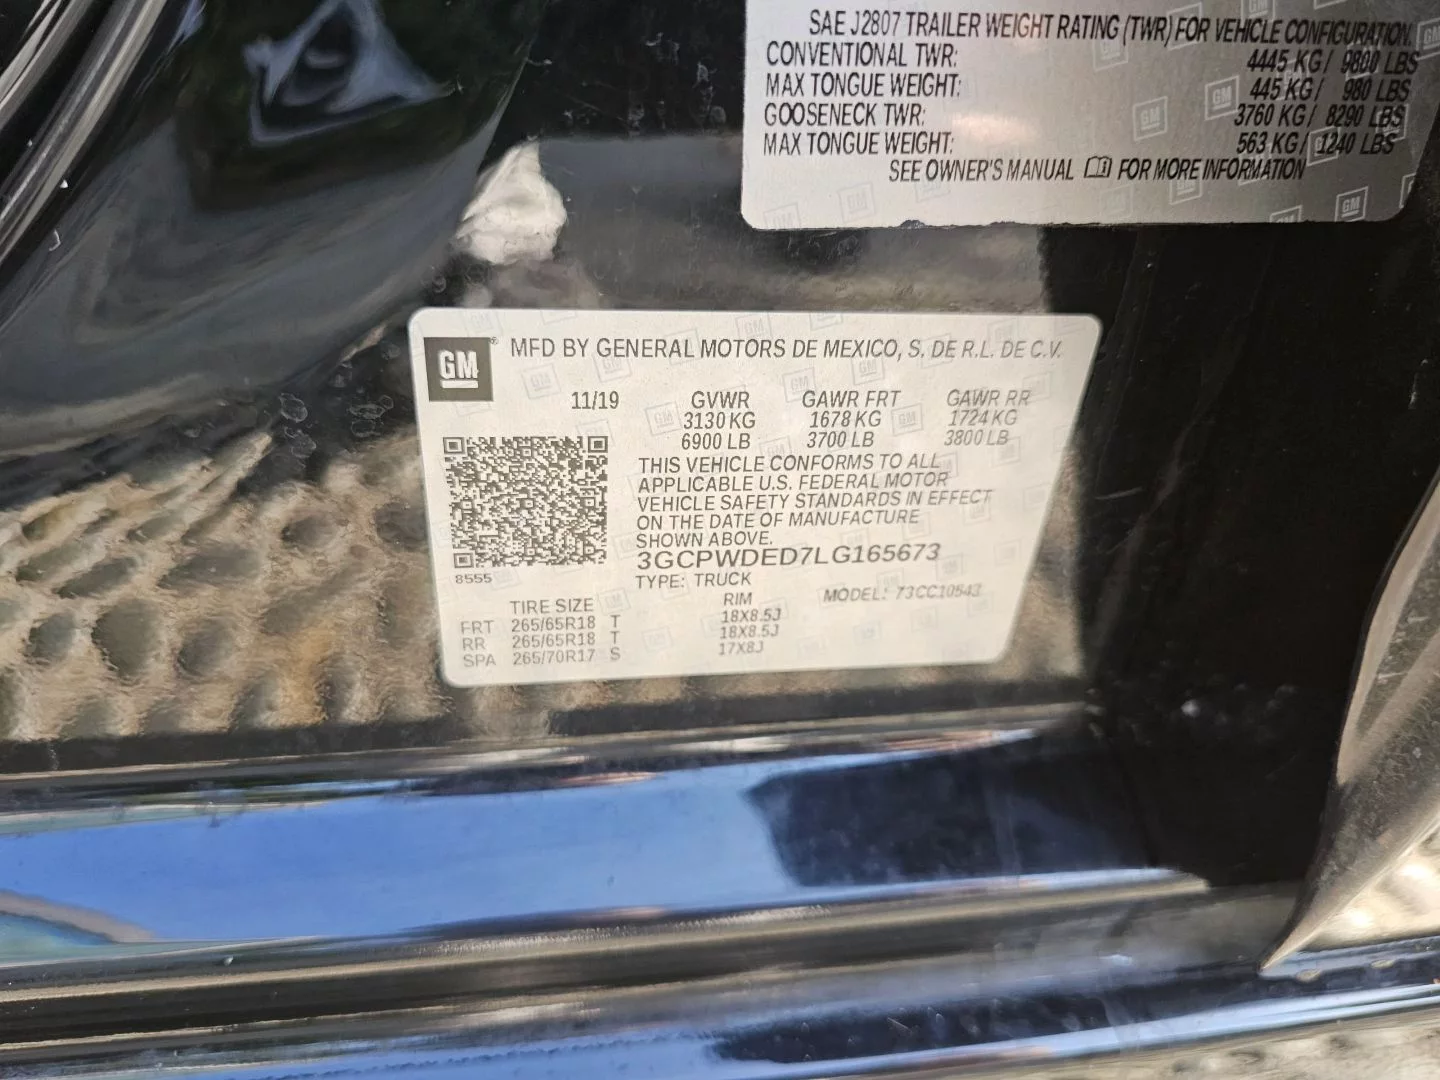 SAE J2807 TRAILER WEIGHT RATING (TWR) FOR VEHICLE CONFIGURATION.
CONVENTIONAL TWR: 4445 KG/ 9800 LBS
MAX TONGUE WEIGHT: 445 KG/ 980 LBS
GOOSENECK TWR: 3760 KG/ 8290 LBS
MAX TONGUE WEIGHT: 563 KG/ 1240 LBS
SEE OWNER'S MANUAL FOR MORE INFORMATION
GM® MFD BY GENERAL MOTORS DE MEXICO, S. DE R.L. DE C.V.
11/19 GVWR GAWR FRT GAWR RR
3130 KG 1678 KG 1724 KG
6900 LB 3700 LB 3800 LB
THIS VEHICLE CONFORMS TO ALL
APPLICABLE U.S. FEDERAL MOTOR
VEHICLE SAFETY STANDARDS IN EFFECT
ON THE DATE OF MANUFACTURE
SHOWN ABOVE.
3GCPWDED7LG165673
8555
TYPE: TRUCK
MODEL: 73CC10543
TIRE SIZE RIM
FRT 265/65R18 T 18X8.5J
RR 265/65R18 T 18X8.5J
SPA 265/70R17 S 17X8J